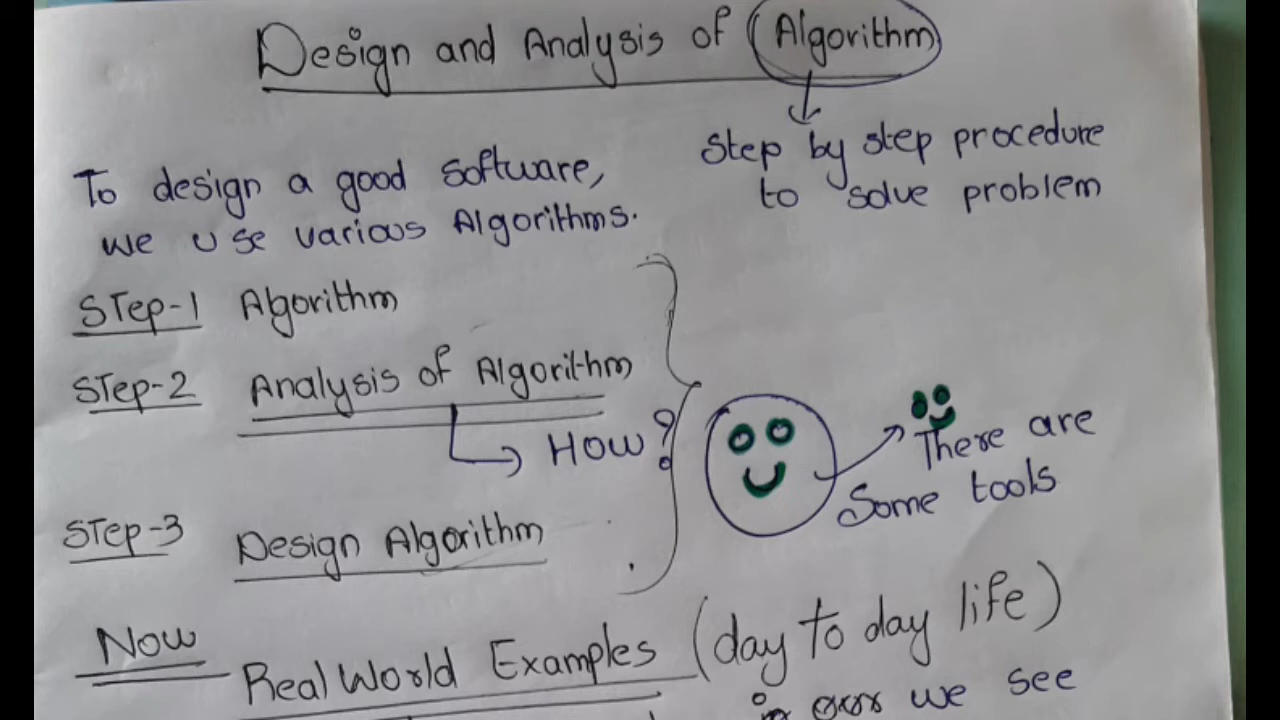 Design and Analysis of Algorithm
Step by step procedure
to solve problem
To design a good software,
we use various Algorithms.
STep-1 Algorithm
STep-2 Analysis of Algorithm
HOW?
There are
Some tools
STep-3 Design Algorithm
NOW
Real World Examples (day to day life)
we see